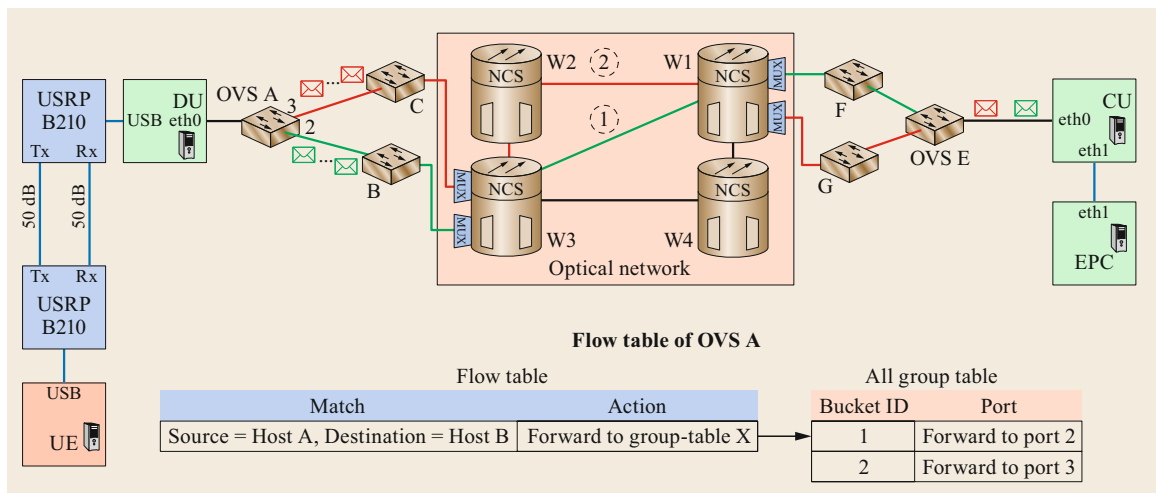 USRP
B210
Tx Rx
50 dB
50 dB
Tx Rx
USRP
B210
USB
UE
DU
USB eth0
OVS A
3
2
...
...
C
B
MUX
MUX
W2
NCS
2
1
W1
NCS
MUX
MUX
NCS
W3
NCS
W4
Optical network
F
G
OVS E
CU
eth0
eth1
eth1
EPC
Flow table of OVS A
Flow table
Match Action
Source = Host A, Destination = Host B Forward to group-table X
All group table
Bucket ID Port
1 Forward to port 2
2 Forward to port 3